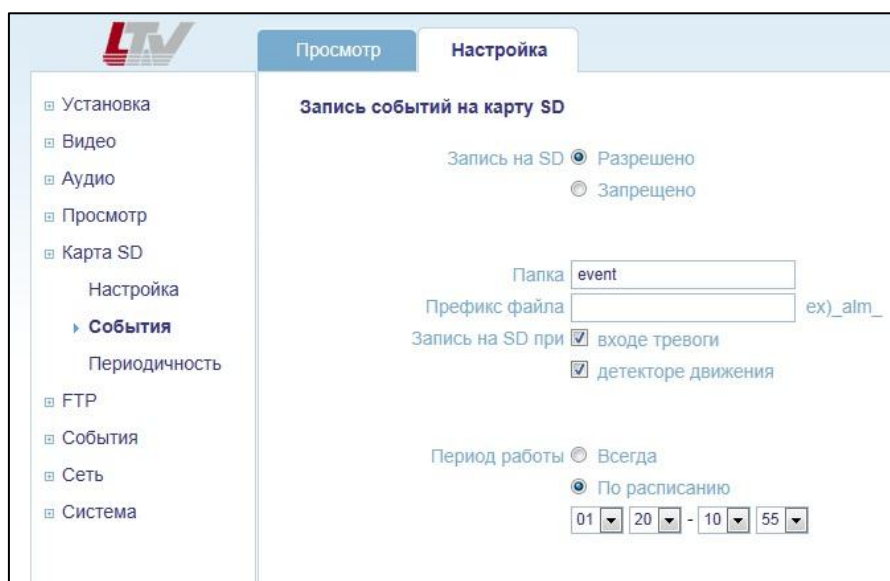 LTV
Просмотр Настройка
Установка
Видео
Аудио
Просмотр
Карта SD
Настройка
События
Периодичность
FTP
События
Сеть
Система
Запись событий на карту SD
Запись на SD Разрешено
Запрещено
Папка event
Префикс файла ex)_alm_
Запись на SD при входе тревоги
детекторе движения
Период работы Всегда
По расписанию
01 20 - 10 55